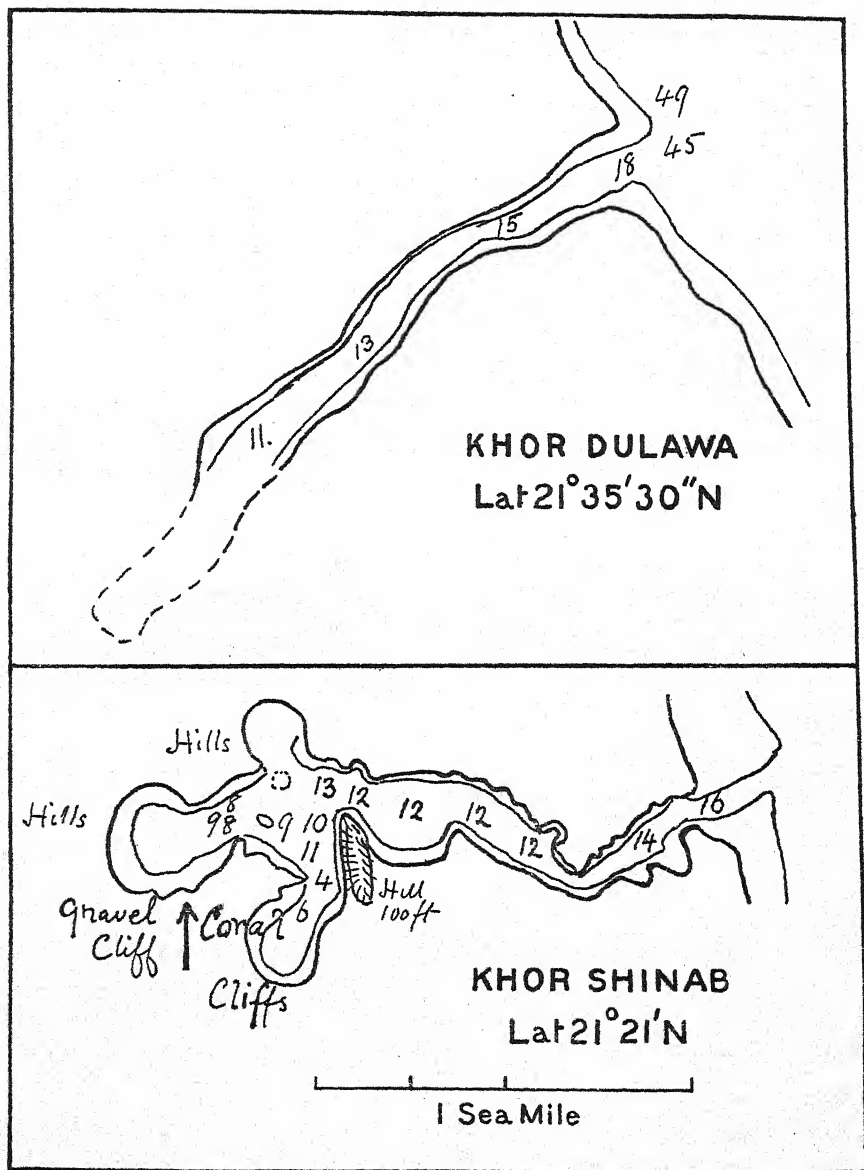 49
45
18
15
13
11.
KHOR DULAWA
Lat 21°35'30"N
Hills
13
12
12
12
12
14
16
Hills
8
98
9
10
11
4
6
Hill
100ft
Gravel
Cliff
Coral
Cliffs
KHOR SHINAB
Lat 21°21'N
1 Sea Mile